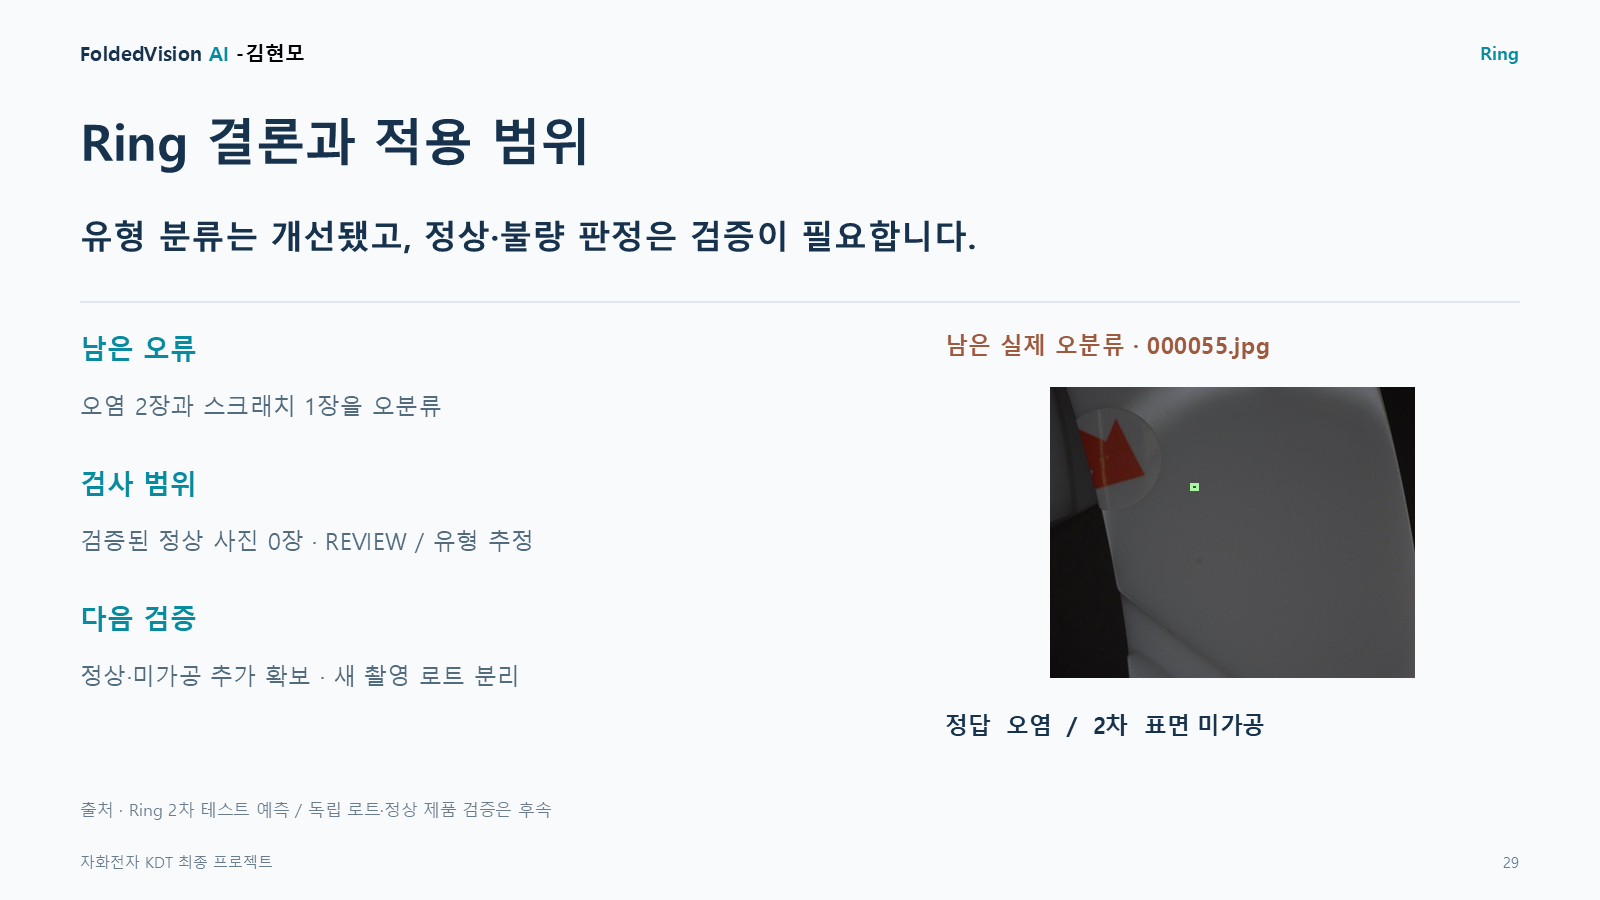 FoldedVision AI -김현모
Ring
Ring 결론과 적용 범위
유형 분류는 개선됐고, 정상·불량 판정은 검증이 필요합니다.
남은 오류
오염 2장과 스크래치 1장을 오분류
검사 범위
검증된 정상 사진 0장 · REVIEW / 유형 추정
다음 검증
정상·미가공 추가 확보 · 새 촬영 로트 분리
남은 실제 오분류 · 000055.jpg
정답 오염 / 2차 표면 미가공
출처 · Ring 2차 테스트 예측 / 독립 로트·정상 제품 검증은 후속
자화전자 KDT 최종 프로젝트
29